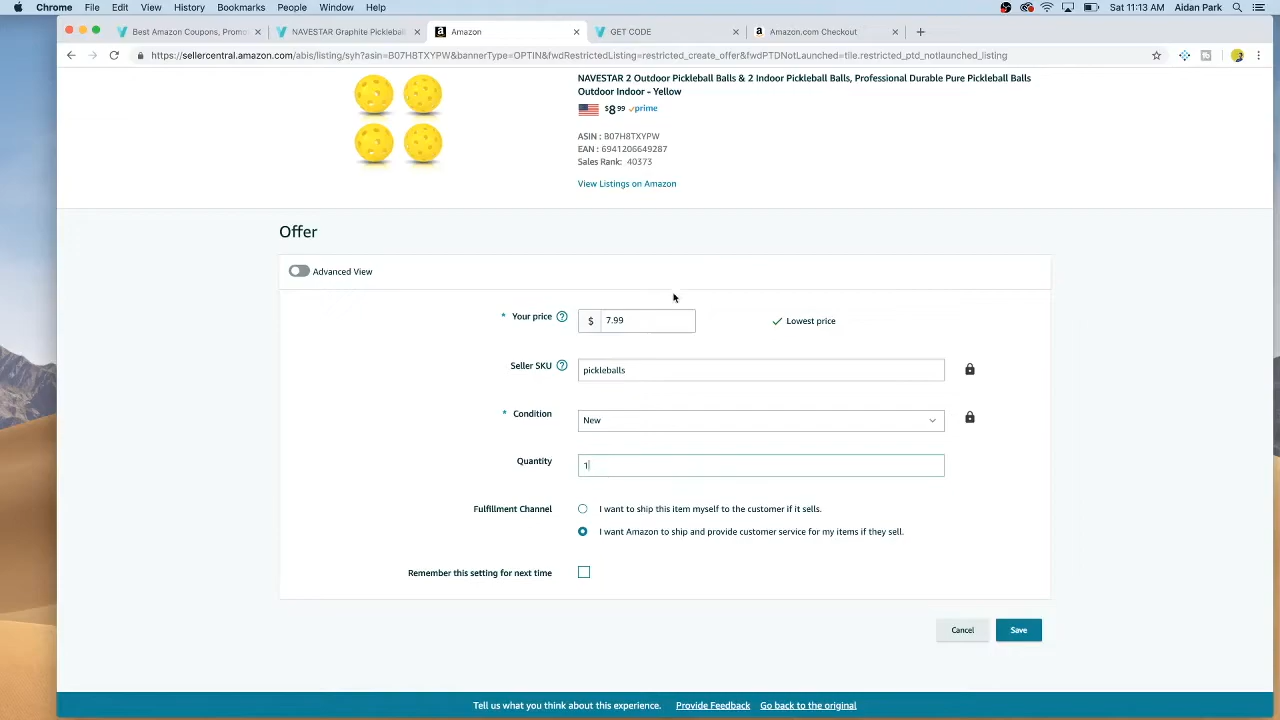 Chrome File Edit View History Bookmarks People Window Help Sat 11:13 AM Aidan Park
Best Amazon Coupons, Promo NAVESTAR Graphite Pickleball Amazon GET CODE Amazon.com Checkout
https://sellercentral.amazon.com/abis/listing/syh?asin=B07H8TXYPW&bannerType=OPTIN&fwdRestrictedListing=restricted_create_offer&fwdPTDNotLaunched=tile.restricted_ptd_notlaunched_listing
NAVESTAR 2 Outdoor Pickleball Balls & 2 Indoor Pickleball Balls, Professional Durable Pure Pickleball Balls
Outdoor Indoor - Yellow
$8 99 prime
ASIN : B07H8TXYPW
EAN : 6941206649287
Sales Rank: 40373
View Listings on Amazon
Offer
Advanced View
* Your price ? $ 7.99 Lowest price
Seller SKU ? pickleballs
* Condition New
Quantity 1
Fulfillment Channel I want to ship this item myself to the customer if it sells.
I want Amazon to ship and provide customer service for my items if they sell.
Remember this setting for next time
Cancel Save
Tell us what you think about this experience. Provide Feedback Go back to the original